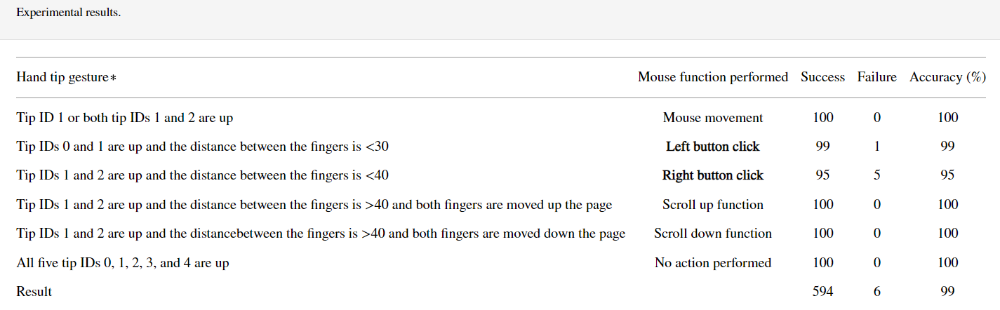 Experimental results.
Hand tip gesture* Mouse function performed Success Failure Accuracy (%)
Tip ID 1 or both tip IDs 1 and 2 are up Mouse movement 100 0 100
Tip IDs 0 and 1 are up and the distance between the fingers is <30 Left button click 99 1 99
Tip IDs 1 and 2 are up and the distance between the fingers is <40 Right button click 95 5 95
Tip IDs 1 and 2 are up and the distance between the fingers is >40 and both fingers are moved up the page Scroll up function 100 0 100
Tip IDs 1 and 2 are up and the distancebetween the fingers is >40 and both fingers are moved down the page Scroll down function 100 0 100
All five tip IDs 0, 1, 2, 3, and 4 are up No action performed 100 0 100
Result 594 6 99